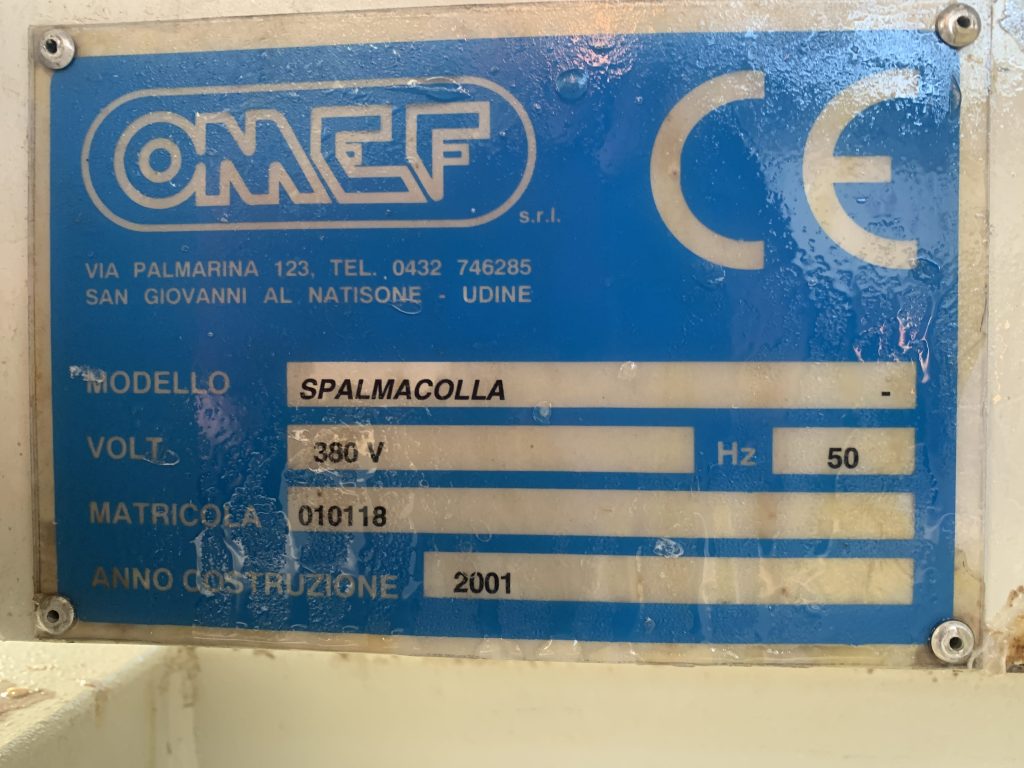 OMEF
s.r.l.
CE
VIA PALMARINA 123, TEL. 0432 746285
SAN GIOVANNI AL NATISONE - UDINE
MODELLO SPALMACOLLA -
VOLT 380 V Hz 50
MATRICOLA 010118
ANNO COSTRUZIONE 2001